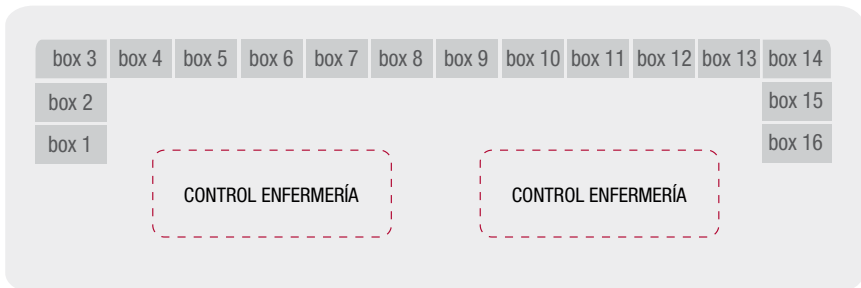 box 3 box 4 box 5 box 6 box 7 box 8 box 9 box 10 box 11 box 12 box 13 box 14
box 2 box 15
box 1 box 16
CONTROL ENFERMERÍA CONTROL ENFERMERÍA